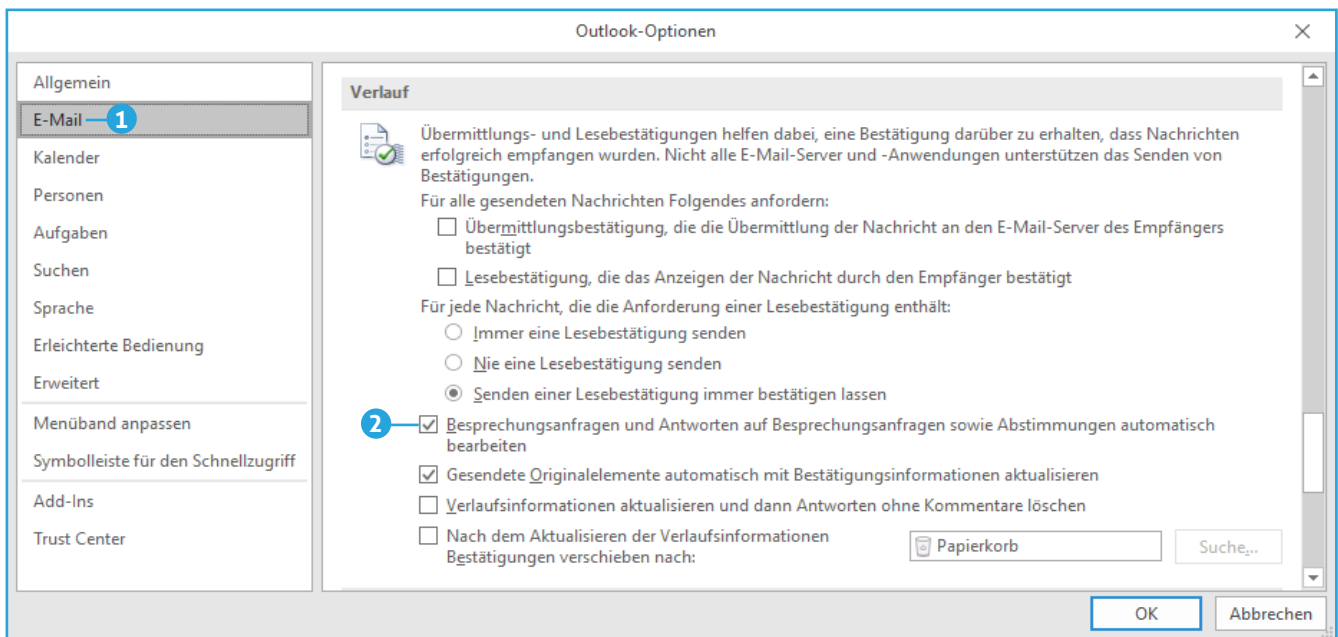 Outlook-Optionen
Allgemein
E-Mail
1
Kalender
Personen
Aufgaben
Suchen
Sprache
Erleichterte Bedienung
Erweitert
Menüband anpassen
Symbolleiste für den Schnellzugriff
Add-Ins
Trust Center
Verlauf
Übermittlungs- und Lesebestätigungen helfen dabei, eine Bestätigung darüber zu erhalten, dass Nachrichten
erfolgreich empfangen wurden. Nicht alle E-Mail-Server und -Anwendungen unterstützen das Senden von
Bestätigungen.
Für alle gesendeten Nachrichten Folgendes anfordern:
Übermittlungsbestätigung, die die Übermittlung der Nachricht an den E-Mail-Server des Empfängers
bestätigt
Lesebestätigung, die das Anzeigen der Nachricht durch den Empfänger bestätigt
Für jede Nachricht, die die Anforderung einer Lesebestätigung enthält:
Immer eine Lesebestätigung senden
Nie eine Lesebestätigung senden
Senden einer Lesebestätigung immer bestätigen lassen
2
Besprechungsanfragen und Antworten auf Besprechungsanfragen sowie Abstimmungen automatisch
bearbeiten
Gesendete Originalelemente automatisch mit Bestätigungsinformationen aktualisieren
Verlaufsinformationen aktualisieren und dann Antworten ohne Kommentare löschen
Nach dem Aktualisieren der Verlaufsinformationen
Bestätigungen verschieben nach:
Papierkorb
Suche...
OK
Abbrechen